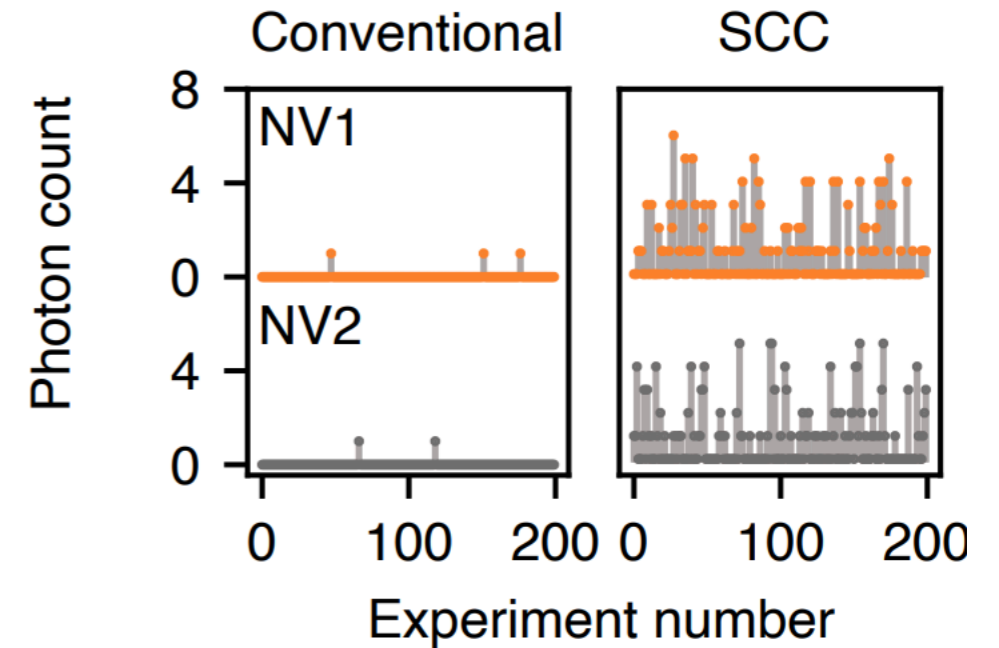 Conventional SCC
Photon count
8
4
0
4
0
NV1
NV2
0 100 200 0 100 200
Experiment number